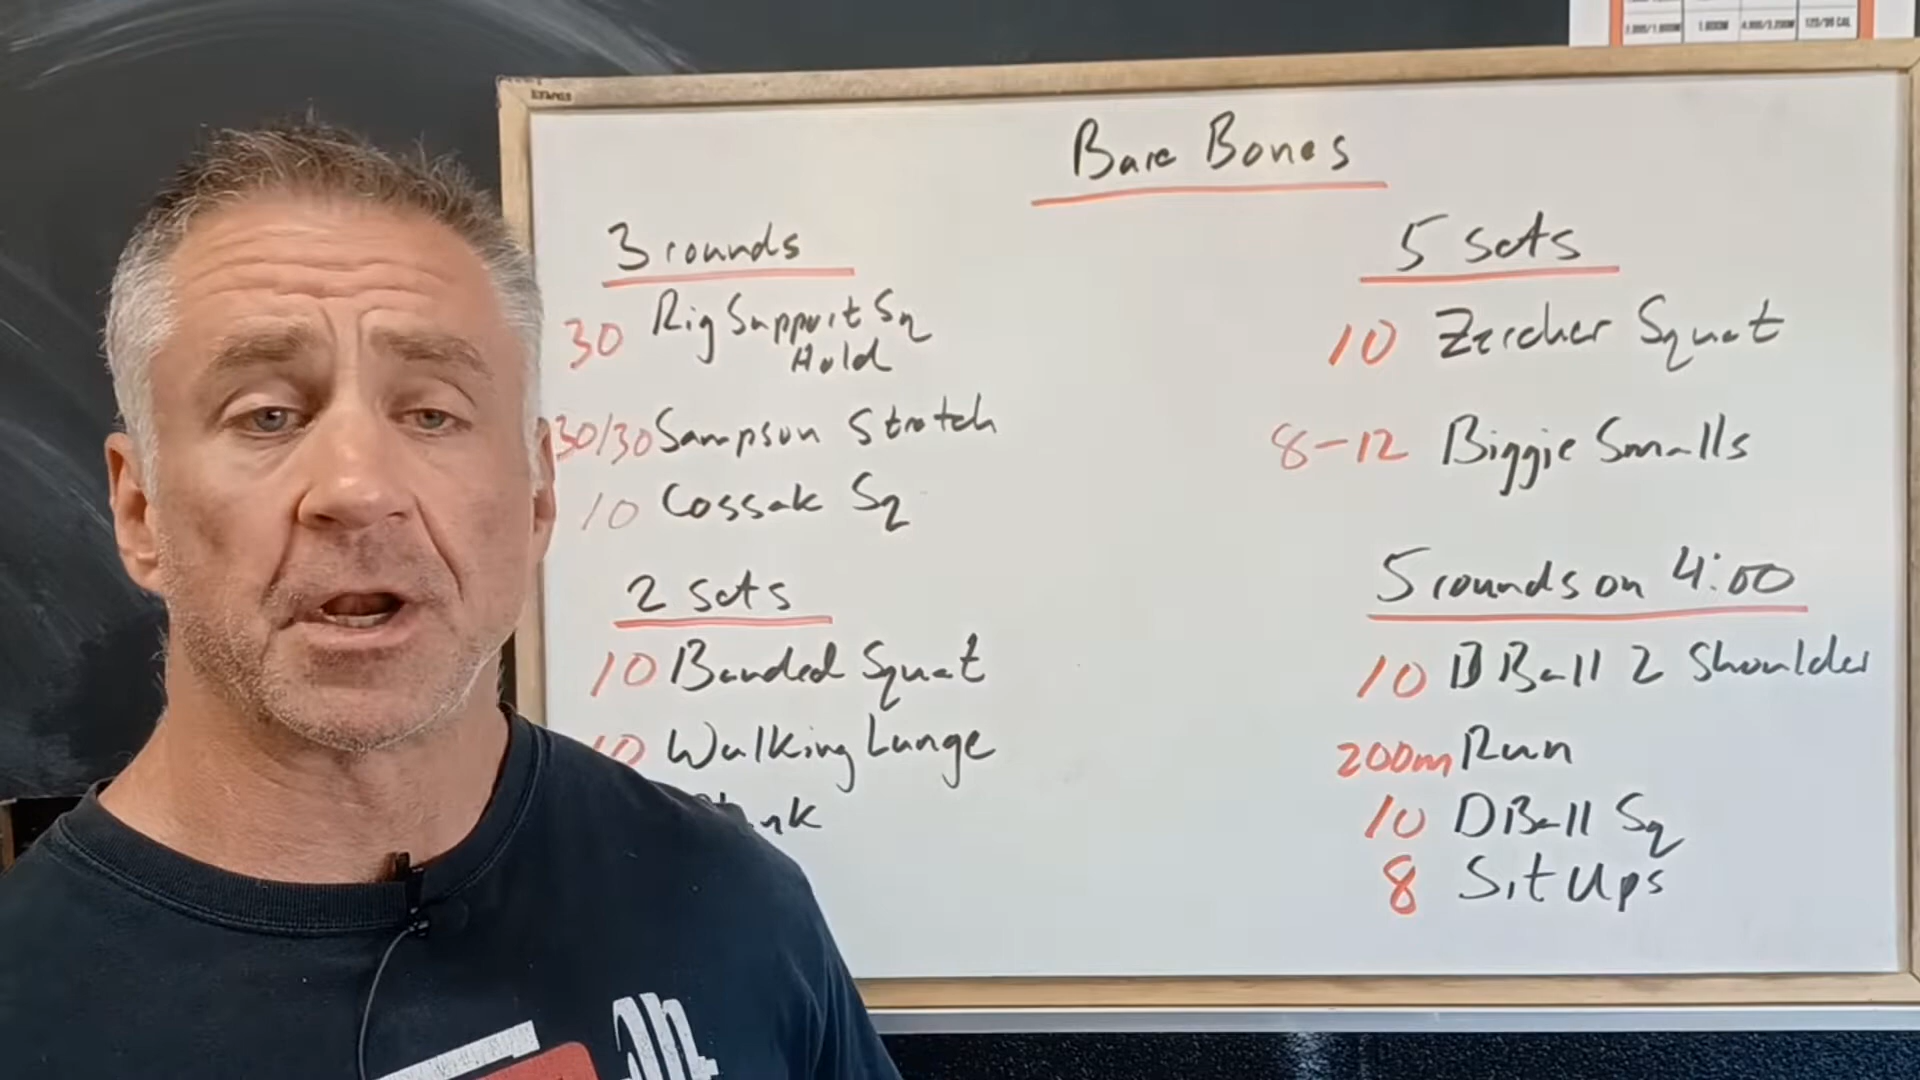 Bare Bones
3 rounds
30 Rig Support Sq
Hold
30/30 Sampson Stretch
10 Cossak Sq
2 sets
10 Banded Squat
10 Walking Lunge
5 sets
10 Zercher Squat
8-12 Biggie Smalls
5 rounds on 4:00
10 D Ball 2 Shoulder
200m Run
10 D Ball Sq
8 Sit Ups